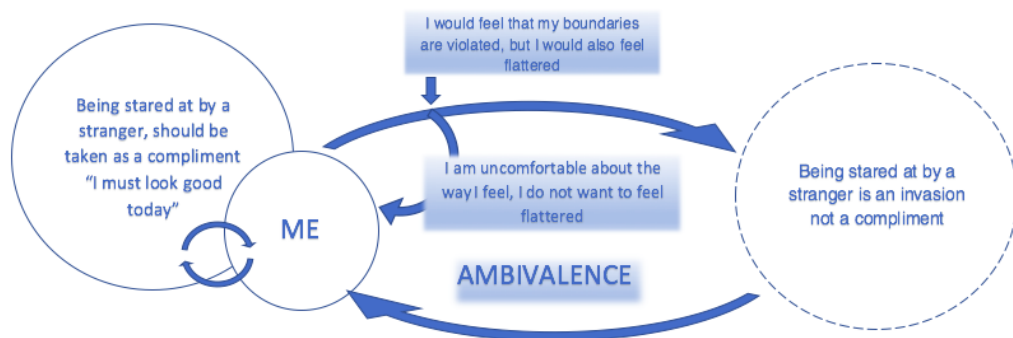 I would feel that my boundaries
are violated, but I would also feel
flattered
Being stared at by a
stranger, should be
taken as a compliment
“I must look good
today”
I am uncomfortable about the
way I feel, I do not want to feel
flattered
ME
Being stared at by a
stranger is an invasion
not a compliment
AMBIVALENCE